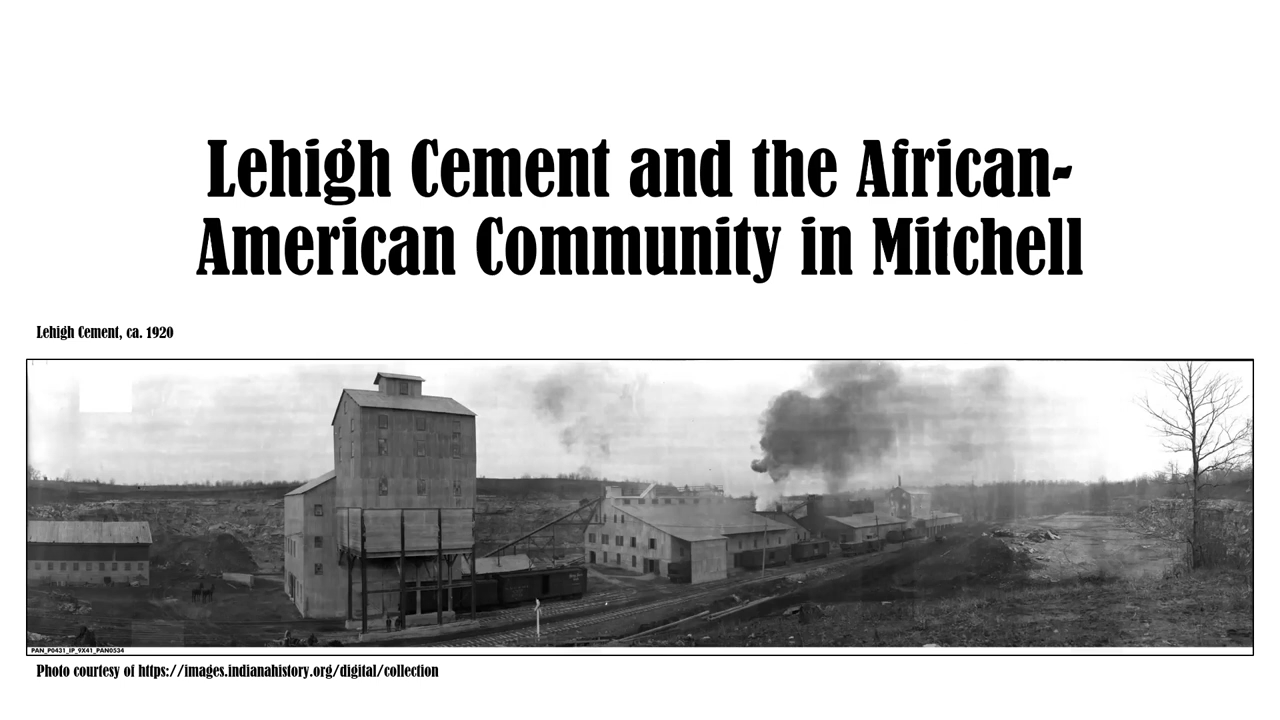 Lehigh Cement and the African-
American Community in Mitchell
Lehigh Cement, ca. 1920
PAN_P0431_IP_9X41_PAN0534
Photo courtesy of https://images.indianahistory.org/digital/collection